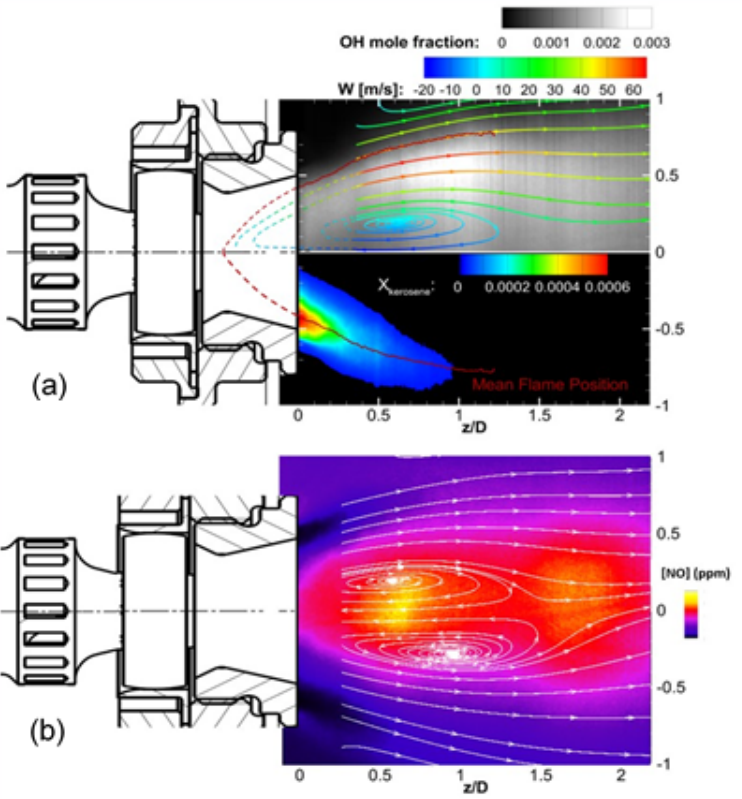 OH mole fraction: 0 0.001 0.002 0.003
W [m/s]: -20 -10 0 10 20 30 40 50 60
1
0.5
0
X_kerosene: 0 0.0002 0.0004 0.0006
-0.5
(a)
Mean Flame Position
-1
0 0.5 1 1.5 2
z/D
1
0.5
[NO] (ppm)
0
-0.5
(b)
-1
0 0.5 1 1.5 2
z/D